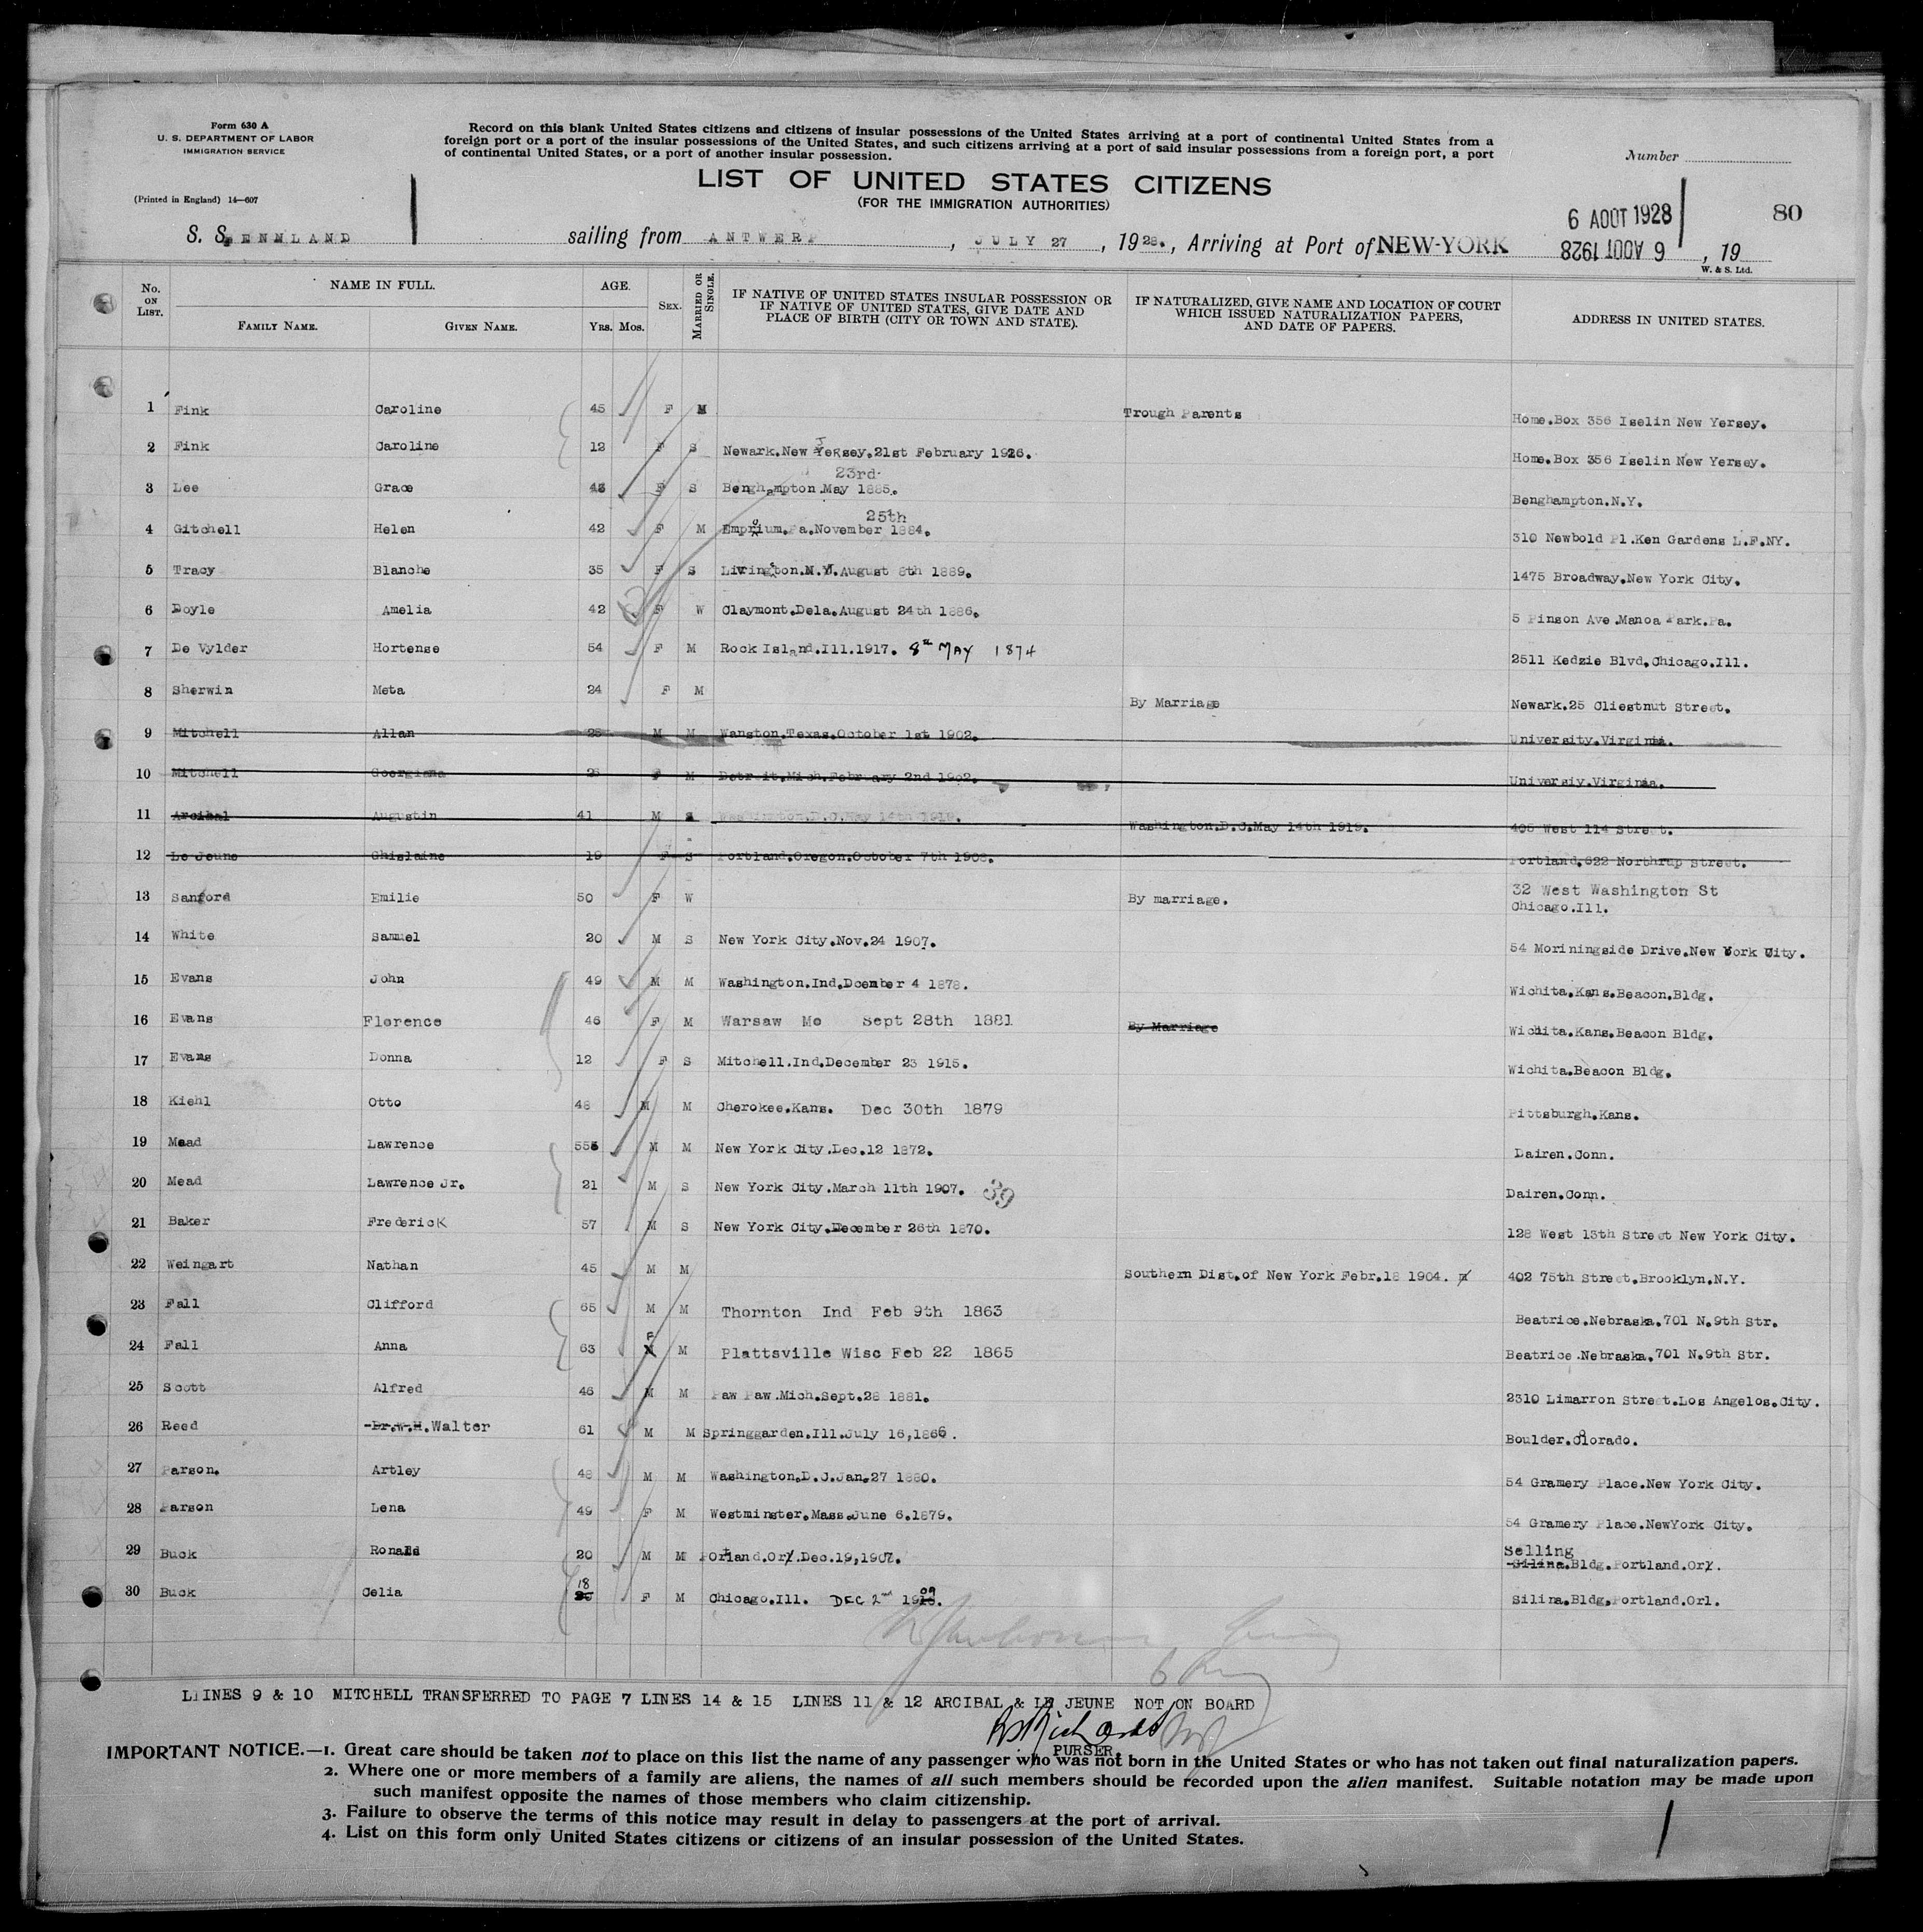 Form 630 A
U. S. DEPARTMENT OF LABOR
IMMIGRATION SERVICE
(Printed in England) 14—607
Record on this blank United States citizens and citizens of insular possessions of the United States arriving at a port of continental United States from a
foreign port or a port of the insular possessions of the United States, and such citizens arriving at a port of said insular possessions from a foreign port, a port
of continental United States, or a port of another insular possession.
Number
LIST OF UNITED STATES CITIZENS
(FOR THE IMMIGRATION AUTHORITIES)
6 AOUT 1928
80
S. S. PENNLAND sailing from ANTWERP, JULY 27, 1928., Arriving at Port of NEW-YORK 6 AOUT 1928, 19
W. & S. Ltd.
No. ON LIST. NAME IN FULL. FAMILY NAME. GIVEN NAME. AGE. Yrs. Mos. SEX. MARRIED OR SINGLE. IF NATIVE OF UNITED STATES INSULAR POSSESSION OR IF NATIVE OF UNITED STATES, GIVE DATE AND PLACE OF BIRTH (CITY OR TOWN AND STATE). IF NATURALIZED, GIVE NAME AND LOCATION OF COURT WHICH ISSUED NATURALIZATION PAPERS, AND DATE OF PAPERS. ADDRESS IN UNITED STATES.
1 Fink Caroline 45 F M Trough Parents Home.Box 356 Iselin New Yersey.
2 Fink Caroline 12 F S Newark.New Jersey.21st February 1926. Home.Box 356 Iselin New Yersey.
3 Lee Grace 43 F S Benghampton.May 23rd 1885. Benghampton.N.Y.
4 Gitchell Helen 42 F M Emporium.Pa.November 25th 1884. 310 Newbold Pl.Ken Gardens L.F.NY.
5 Tracy Blanche 35 F S Livington.N.Y.August 8th 1889. 1475 Broadway.New York City.
6 Doyle Amelia 42 F W Claymont.Dela.August 24th 1886. 5 Pinson Ave.Manoa Park.Pa.
7 De Vylder Hortense 54 F M Rock Island.Ill.1917. 8th MAY 1874 2511 Kedzie Blvd.Chicago.Ill.
8 Sherwin Meta 24 F M By Marriage Newark.25 Cliestnut Street.
9 Mitchell Allan 25 M M Wanston.Texas.October 1st 1902. University.Virginia.
10 Mitchell Georgiana 25 F M Detroit.Mich.February 2nd 1902. Universiy.Virginia.
11 Arcibal Augustin 41 M S Washington.D.C.May 14th 1919. Washington.D.C.May 14th 1919. 405 West 114 Street.
12 Le Jeune Ghislaine 19 F S Portland.Oregon.October 7th 1908. Portland.622 Northrup Street.
13 Sanford Emilie 50 F W By marriage. 32 West Washington St
Chicago.Ill.
14 White Samuel 20 M S New York City.Nov.24 1907. 54 Moriningside Drive.New York City.
15 Evans John 49 M M Washington.Ind.Dcember 4 1878. Wichita.Kans.Beacon.Bldg.
16 Evans Florence 46 F M Warsaw Mo Sept 28th 1881 By Marriage Wichita.Kans.Beacon Bldg.
17 Evans Donna 12 F S Mitchell.Ind.December 23 1915. Wichita.Beacon Bldg.
18 Kiehl Otto 48 M M Cherokee.Kans. Dec 30th 1879 Pittsburgh.Kans.
19 Mead Lawrence 555 M M New York City.Dec.12 1872. Dairen.Conn.
20 Mead Lawrence Jr. 21 M S New York City.March 11th 1907. 39 Dairen.Conn.
21 Baker Frederick 57 M S New York City.December 26th 1870. 128 West 13th Street New York City.
22 Weingart Nathan 45 M M Southern Dist.of New York Febr.18 1904. 402 75th Street.Brooklyn.N.Y.
23 Fall Clifford 65 M M Thornton Ind Feb 9th 1863 Beatrice.Nebraska.701 N.9th Str.
24 Fall Anna 63 F M Plattsville Wisc Feb 22 1865 Beatrice.Nebraska.701 N.9th Str.
25 Scott Alfred 46 M M Paw Paw.Mich.Sept.28 1881. 2310 Limarron Street.Los Angelos.City.
26 Reed Dr.W.H.Walter 61 M M Springgarden.Ill.July 16,1866. Boulder.Colorado.
27 Parson. Artley 48 M M Washington.D.C.Jan.27 1880. 54 Gramery Place.New York City.
28 Parson Lena 49 F M Westminster.Mass.June 6.1879. 54 Gramery Place.NewYork City.
29 Buck Ronald 20 M M Portland.Or.Dec.19,1907. Selling
Silina.Bldg.Portland.Or.
30 Buck Celia 18 F M Chicago.Ill. DEC 2nd 1909. Silina.Bldg.Portland.Orl.
LINES 9 & 10 MITCHELL TRANSFERRED TO PAGE 7 LINES 14 & 15 LINES 11 & 12 ARCIBAL & LE JEUNE NOT ON BOARD
PURSER
IMPORTANT NOTICE.—1. Great care should be taken not to place on this list the name of any passenger who was not born in the United States or who has not taken out final naturalization papers.
2. Where one or more members of a family are aliens, the names of all such members should be recorded upon the alien manifest. Suitable notation may be made upon
such manifest opposite the names of those members who claim citizenship.
3. Failure to observe the terms of this notice may result in delay to passengers at the port of arrival.
4. List on this form only United States citizens or citizens of an insular possession of the United States.